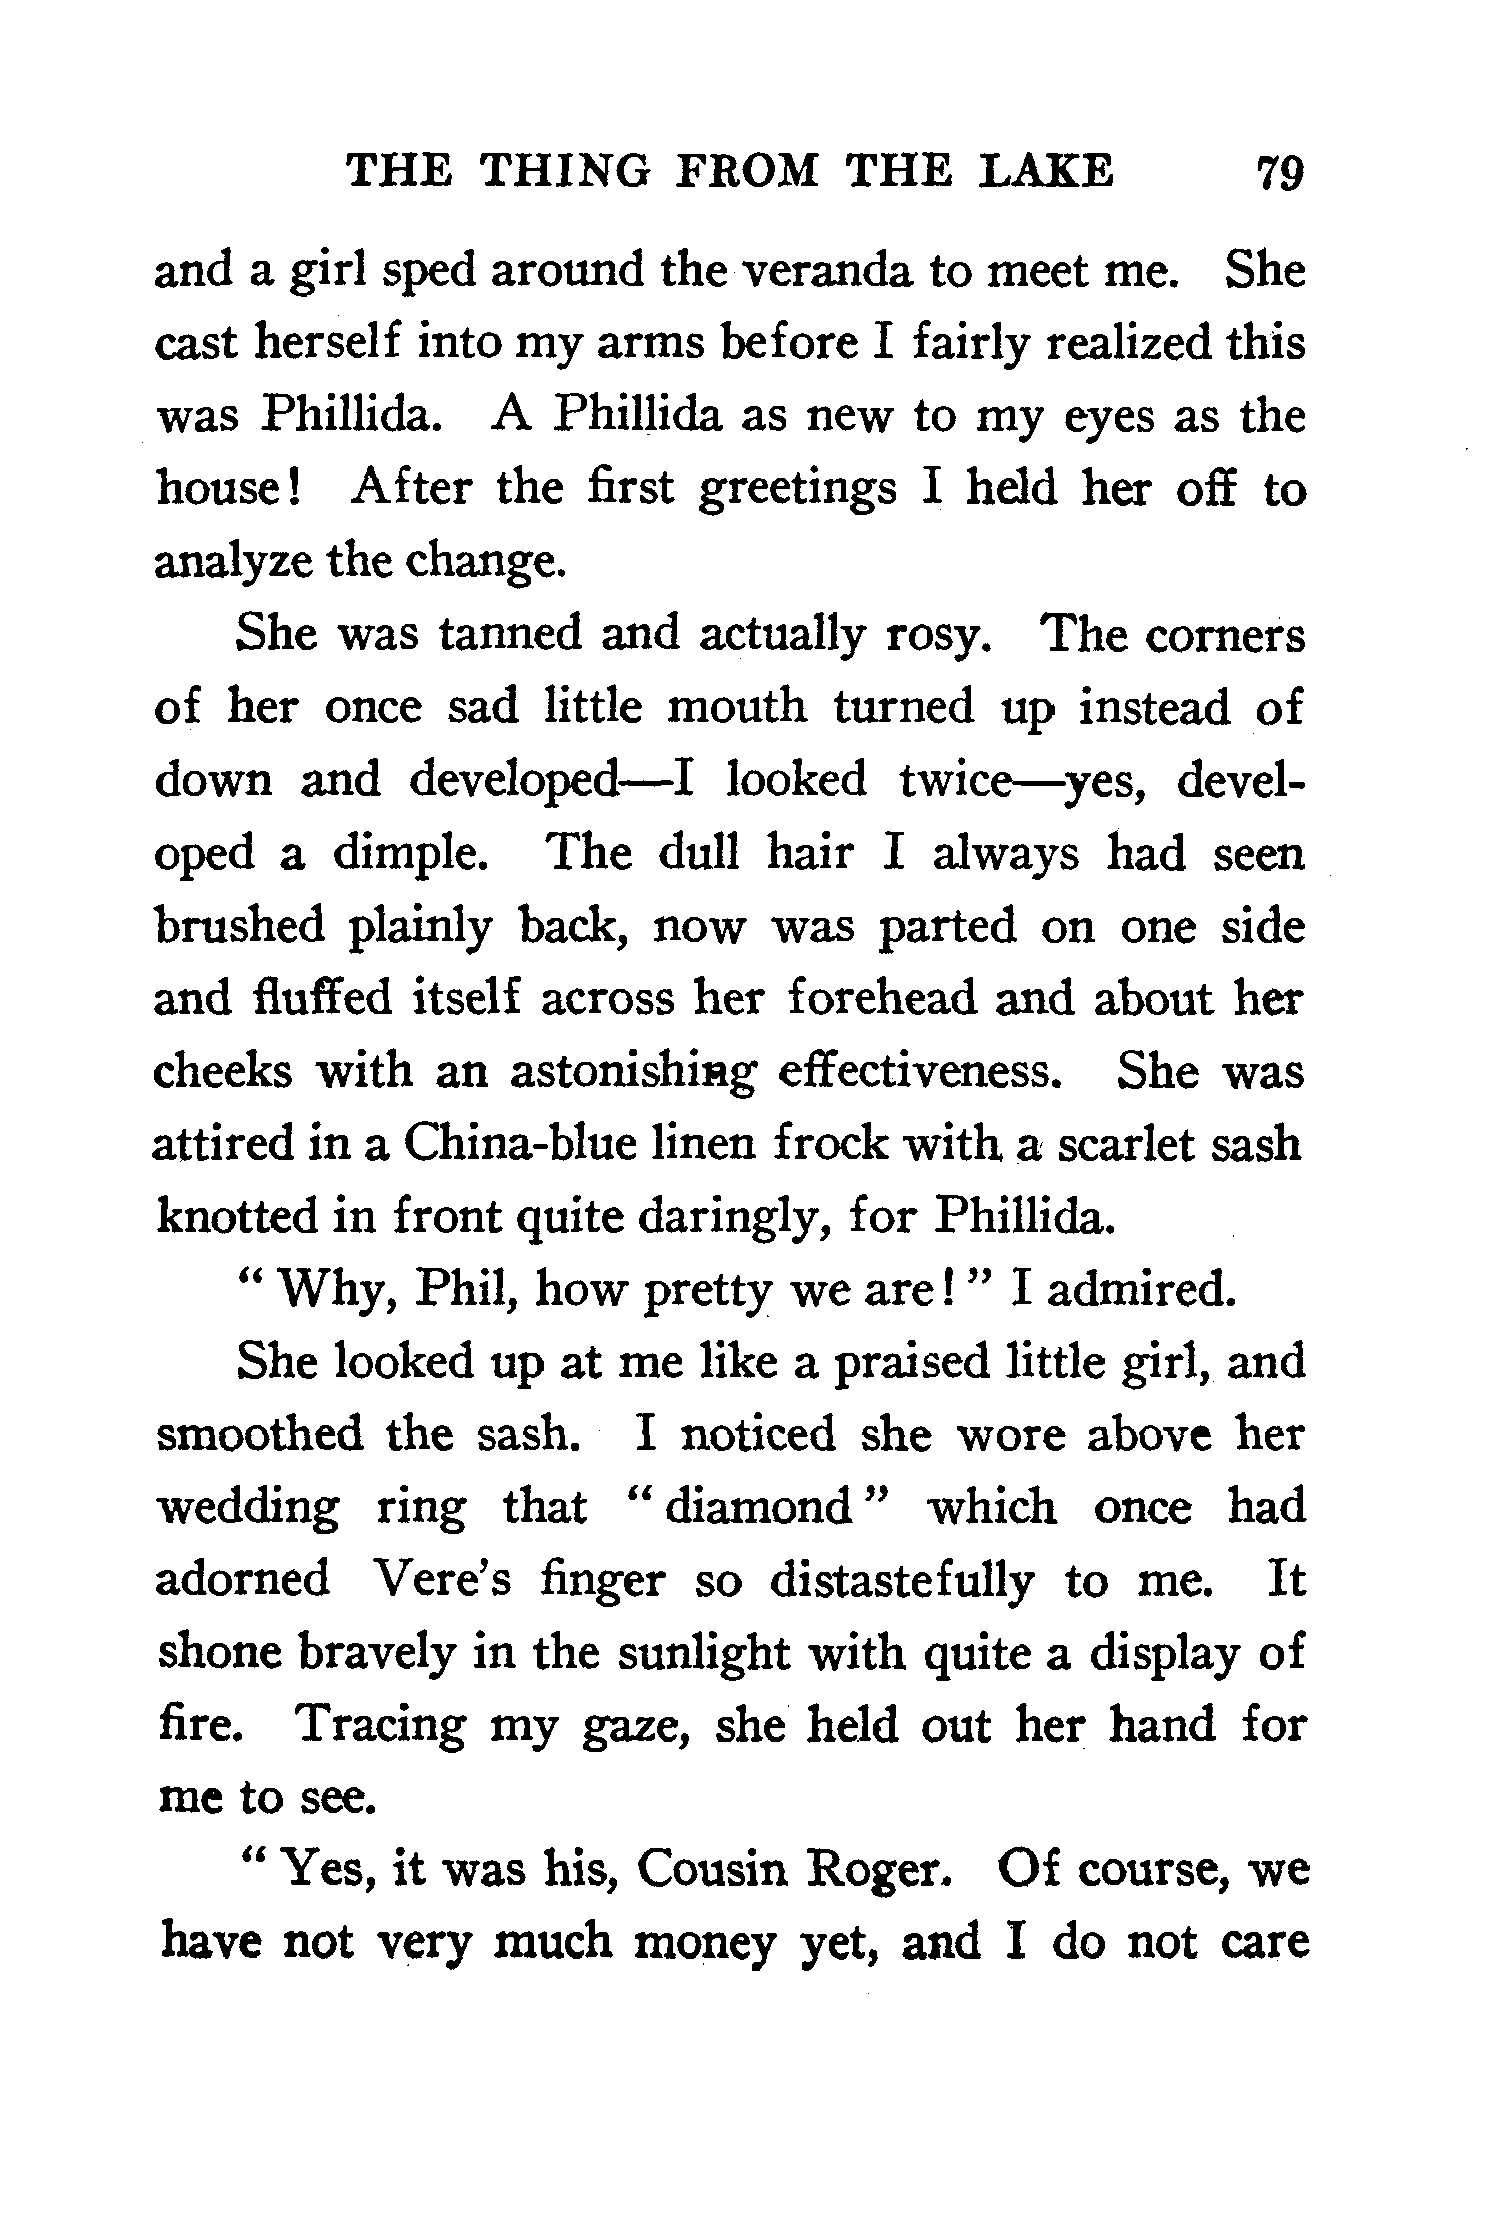 THE THING FROM THE LAKE 79
and a girl sped around the veranda to meet me. She
cast herself into my arms before I fairly realized this
was Phillida. A Phillida as new to my eyes as the
house! After the first greetings I held her off to
analyze the change.
She was tanned and actually rosy. The corners
of her once sad little mouth turned up instead of
down and developed—I looked twice—yes, devel-
oped a dimple. The dull hair I always had seen
brushed plainly back, now was parted on one side
and fluffed itself across her forehead and about her
cheeks with an astonishing effectiveness. She was
attired in a China-blue linen frock with a scarlet sash
knotted in front quite daringly, for Phillida.
“ Why, Phil, how pretty we are! ” I admired.
She looked up at me like a praised little girl, and
smoothed the sash. I noticed she wore above her
wedding ring that “ diamond ” which once had
adorned Vere’s finger so distastefully to me. It
shone bravely in the sunlight with quite a display of
fire. Tracing my gaze, she held out her hand for
me to see.
“ Yes, it was his, Cousin Roger. Of course, we
have not very much money yet, and I do not care